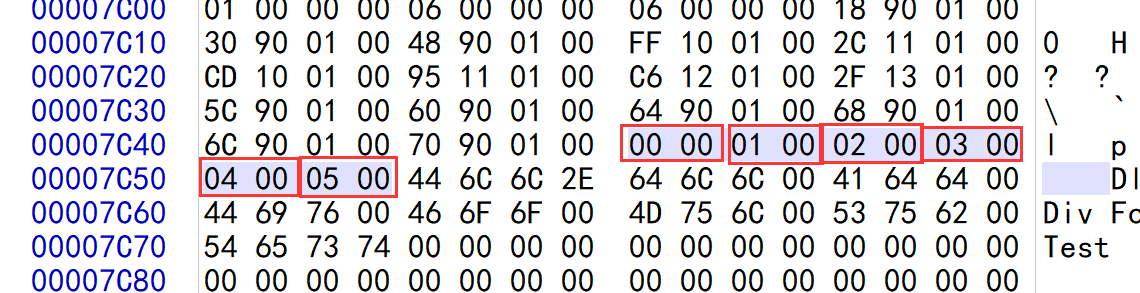 00007C00 01 00 00 00 06 00 00 00 06 00 00 00 18 90 01 00
00007C10 30 90 01 00 48 90 01 00 FF 10 01 00 2C 11 01 00 0 H
00007C20 CD 10 01 00 95 11 01 00 C6 12 01 00 2F 13 01 00 ? ?
00007C30 5C 90 01 00 60 90 01 00 64 90 01 00 68 90 01 00 \ `
00007C40 6C 90 01 00 70 90 01 00 00 00 01 00 02 00 03 00 l p
00007C50 04 00 05 00 44 6C 6C 2E 64 6C 6C 00 41 64 64 00 Dl
00007C60 44 69 76 00 46 6F 6F 00 4D 75 6C 00 53 75 62 00 Div Fo
00007C70 54 65 73 74 00 00 00 00 00 00 00 00 00 00 00 00 Test
00007C80 00 00 00 00 00 00 00 00 00 00 00 00 00 00 00 00